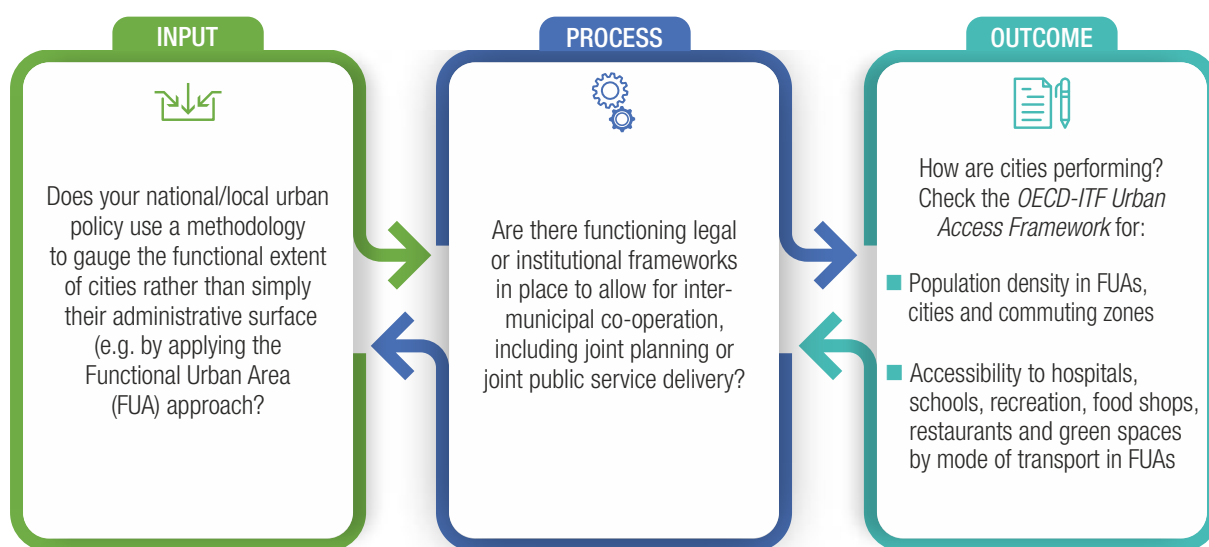 INPUT
Does your national/local urban
policy use a methodology
to gauge the functional extent
of cities rather than simply
their administrative surface
(e.g. by applying the
Functional Urban Area
(FUA) approach?
PROCESS
Are there functioning legal
or institutional frameworks
in place to allow for inter-
municipal co-operation,
including joint planning or
joint public service delivery?
OUTCOME
How are cities performing?
Check the OECD-ITF Urban
Access Framework for:
Population density in FUAs,
cities and commuting zones
Accessibility to hospitals,
schools, recreation, food shops,
restaurants and green spaces
by mode of transport in FUAs